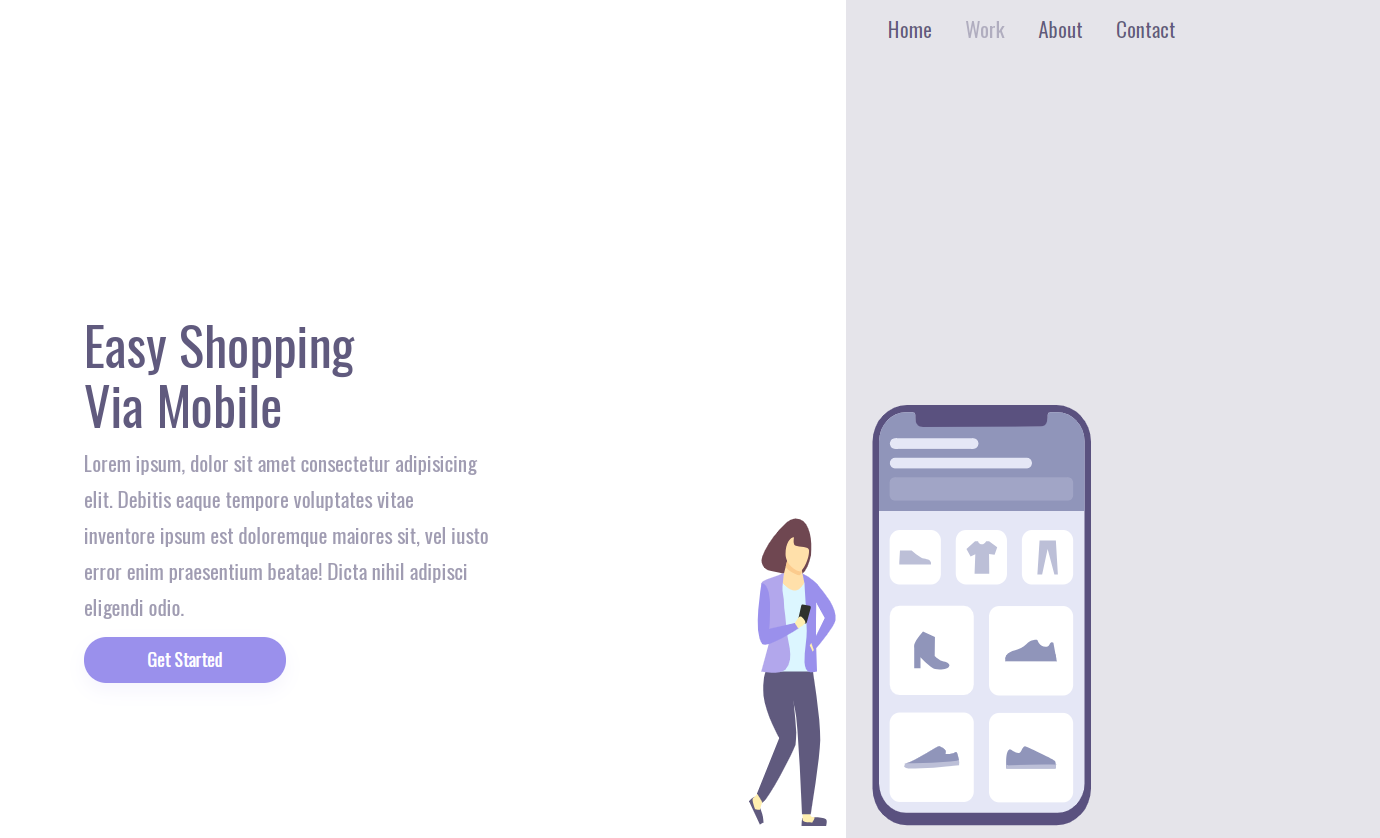 Home Work About Contact
Easy Shopping
Via Mobile
Lorem ipsum, dolor sit amet consectetur adipisicing
elit. Debitis eaque tempore voluptates vitae
inventore ipsum est doloremque maiores sit, vel iusto
error enim praesentium beatae! Dicta nihil adipisci
eligendi odio.
Get Started